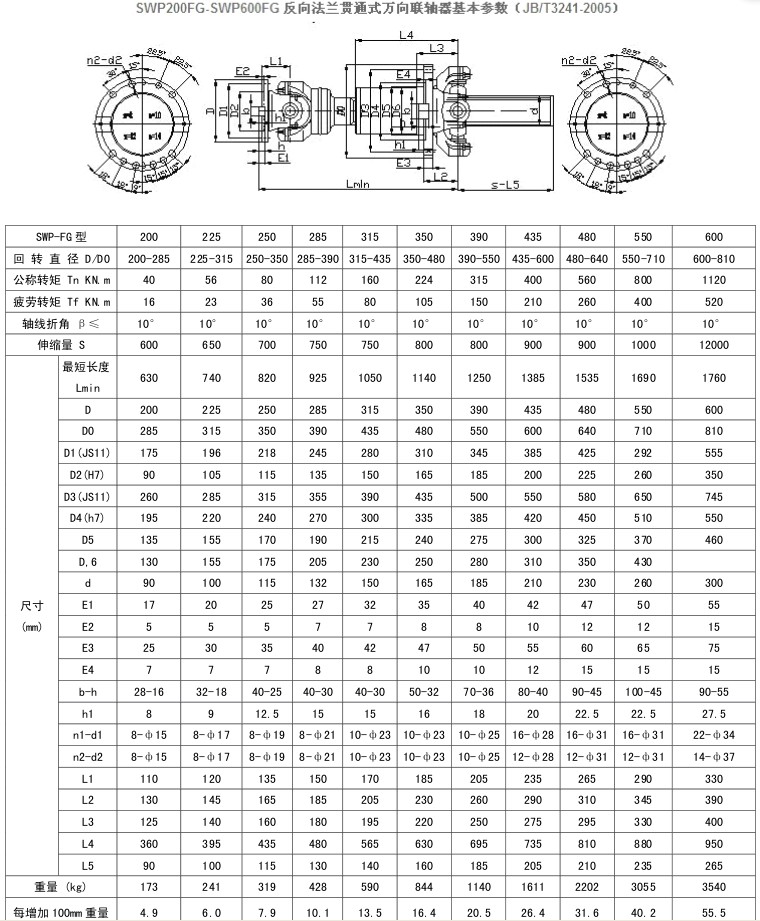 SWP200FG-SWP600FG 反向法兰贯通式万向联轴器基本参数（JB/T3241-2005）
L4
L3
n2-d2
L1
E2
E4
D
D1
D2
b
h1
h
E1
D0
D3
D4
D5
D6
b
h1
E3
L2
d
Lmin
s-L5
n2-d2
SWP-FG 型 200 225 250 285 315 350 390 435 480 550 600
回 转 直 径 D/D0 200-285 225-315 250-350 285-390 315-435 350-480 390-550 435-600 480-640 550-710 600-810
公称转矩 Tn KN.m 40 56 80 112 160 224 315 400 560 800 1120
疲劳转矩 Tf KN.m 16 23 36 55 80 105 150 210 260 400 520
轴线折角 β≤ 10° 10° 10° 10° 10° 10° 10° 10° 10° 10° 10°
伸缩量 S 600 650 700 750 750 800 800 900 900 1000 12000
尺寸
(mm)
最短长度
Lmin 630 740 820 925 1050 1140 1250 1385 1535 1690 1760
D 200 225 250 285 315 350 390 435 480 550 600
D0 285 315 350 390 435 480 550 600 640 710 810
D1(JS11) 175 196 218 245 280 310 345 385 425 292 555
D2(H7) 90 105 115 135 150 165 185 200 225 260 350
D3(JS11) 260 285 315 355 390 435 500 550 580 650 745
D4(h7) 195 220 240 270 300 335 385 420 450 510 550
D5 135 155 170 190 215 240 275 300 325 370 460
D,6 130 155 175 205 230 250 280 310 350 430
d 90 100 115 132 150 165 185 210 230 260 300
E1 17 20 25 27 32 35 40 42 47 50 55
E2 5 5 5 7 7 8 8 10 12 12 15
E3 25 30 35 40 42 47 50 55 60 65 75
E4 7 7 7 8 8 10 10 12 15 15 15
b-h 28-16 32-18 40-25 40-30 40-30 50-32 70-36 80-40 90-45 100-45 90-55
h1 8 9 12.5 15 15 16 18 20 22.5 22.5 27.5
n1-d1 8-φ15 8-φ17 8-φ19 8-φ21 10-φ23 10-φ23 10-φ25 16-φ28 16-φ31 16-φ31 22-φ34
n2-d2 8-φ15 8-φ17 8-φ19 8-φ21 10-φ23 10-φ23 10-φ25 12-φ28 12-φ31 12-φ31 14-φ37
L1 110 120 135 150 170 185 205 235 265 290 330
L2 130 145 165 185 205 230 260 290 310 345 390
L3 125 140 160 180 195 220 250 275 295 330 400
L4 360 395 435 480 565 630 695 735 810 880 950
L5 90 100 115 130 140 160 185 205 210 235 265
重量 (kg) 173 241 319 428 590 844 1140 1611 2202 3055 3540
每增加 100mm 重量 4.9 6.0 7.9 10.1 13.5 16.4 20.5 26.4 31.6 40.2 55.5